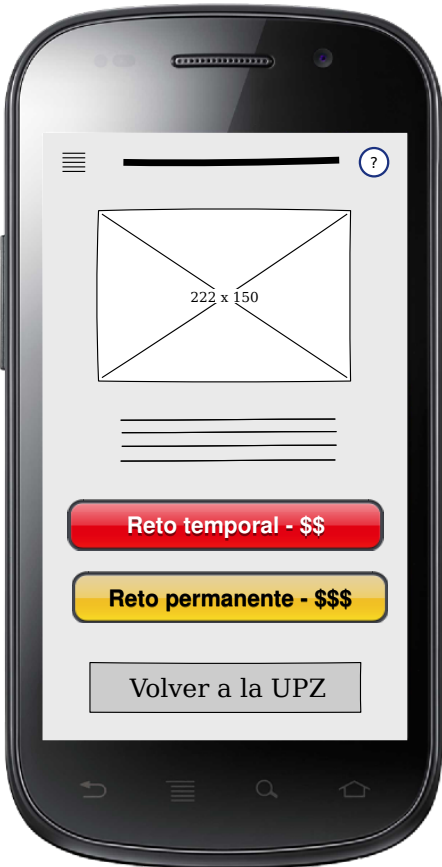 ?
222 x 150
Reto temporal - $$
Reto permanente - $$$
Volver a la UPZ